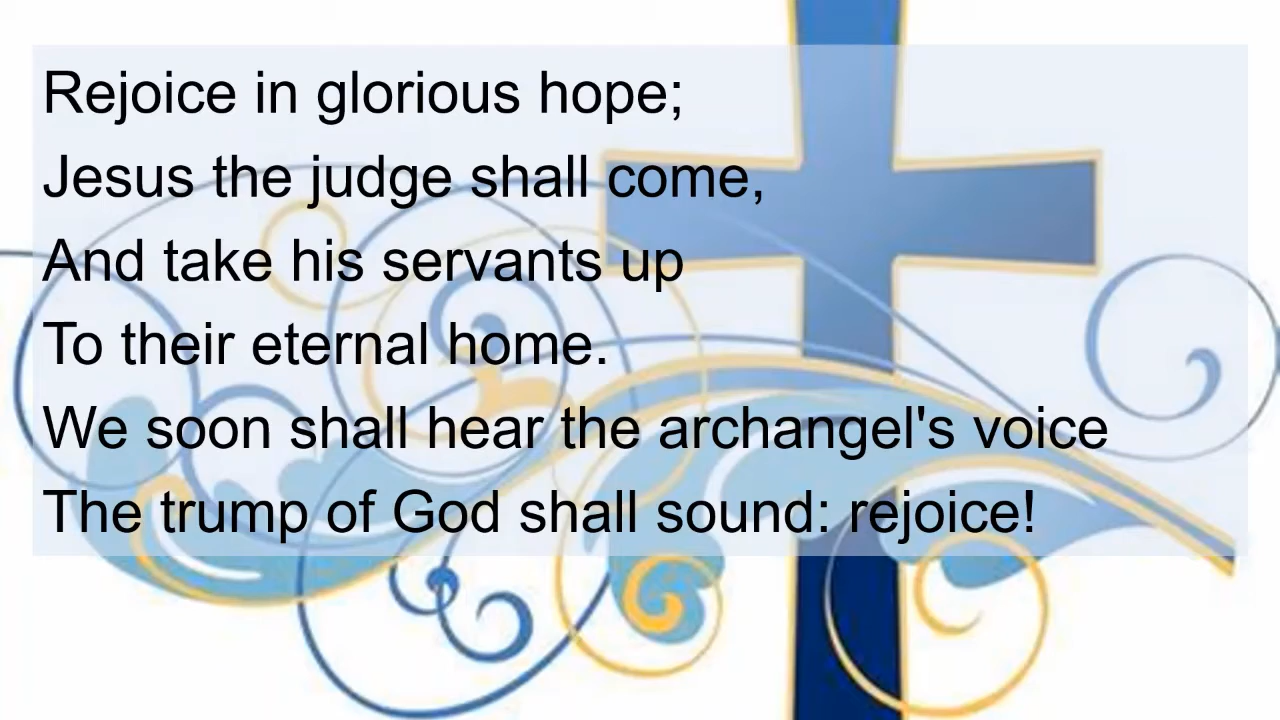 Rejoice in glorious hope;
Jesus the judge shall come,
And take his servants up
To their eternal home.
We soon shall hear the archangel's voice
The trump of God shall sound: rejoice!